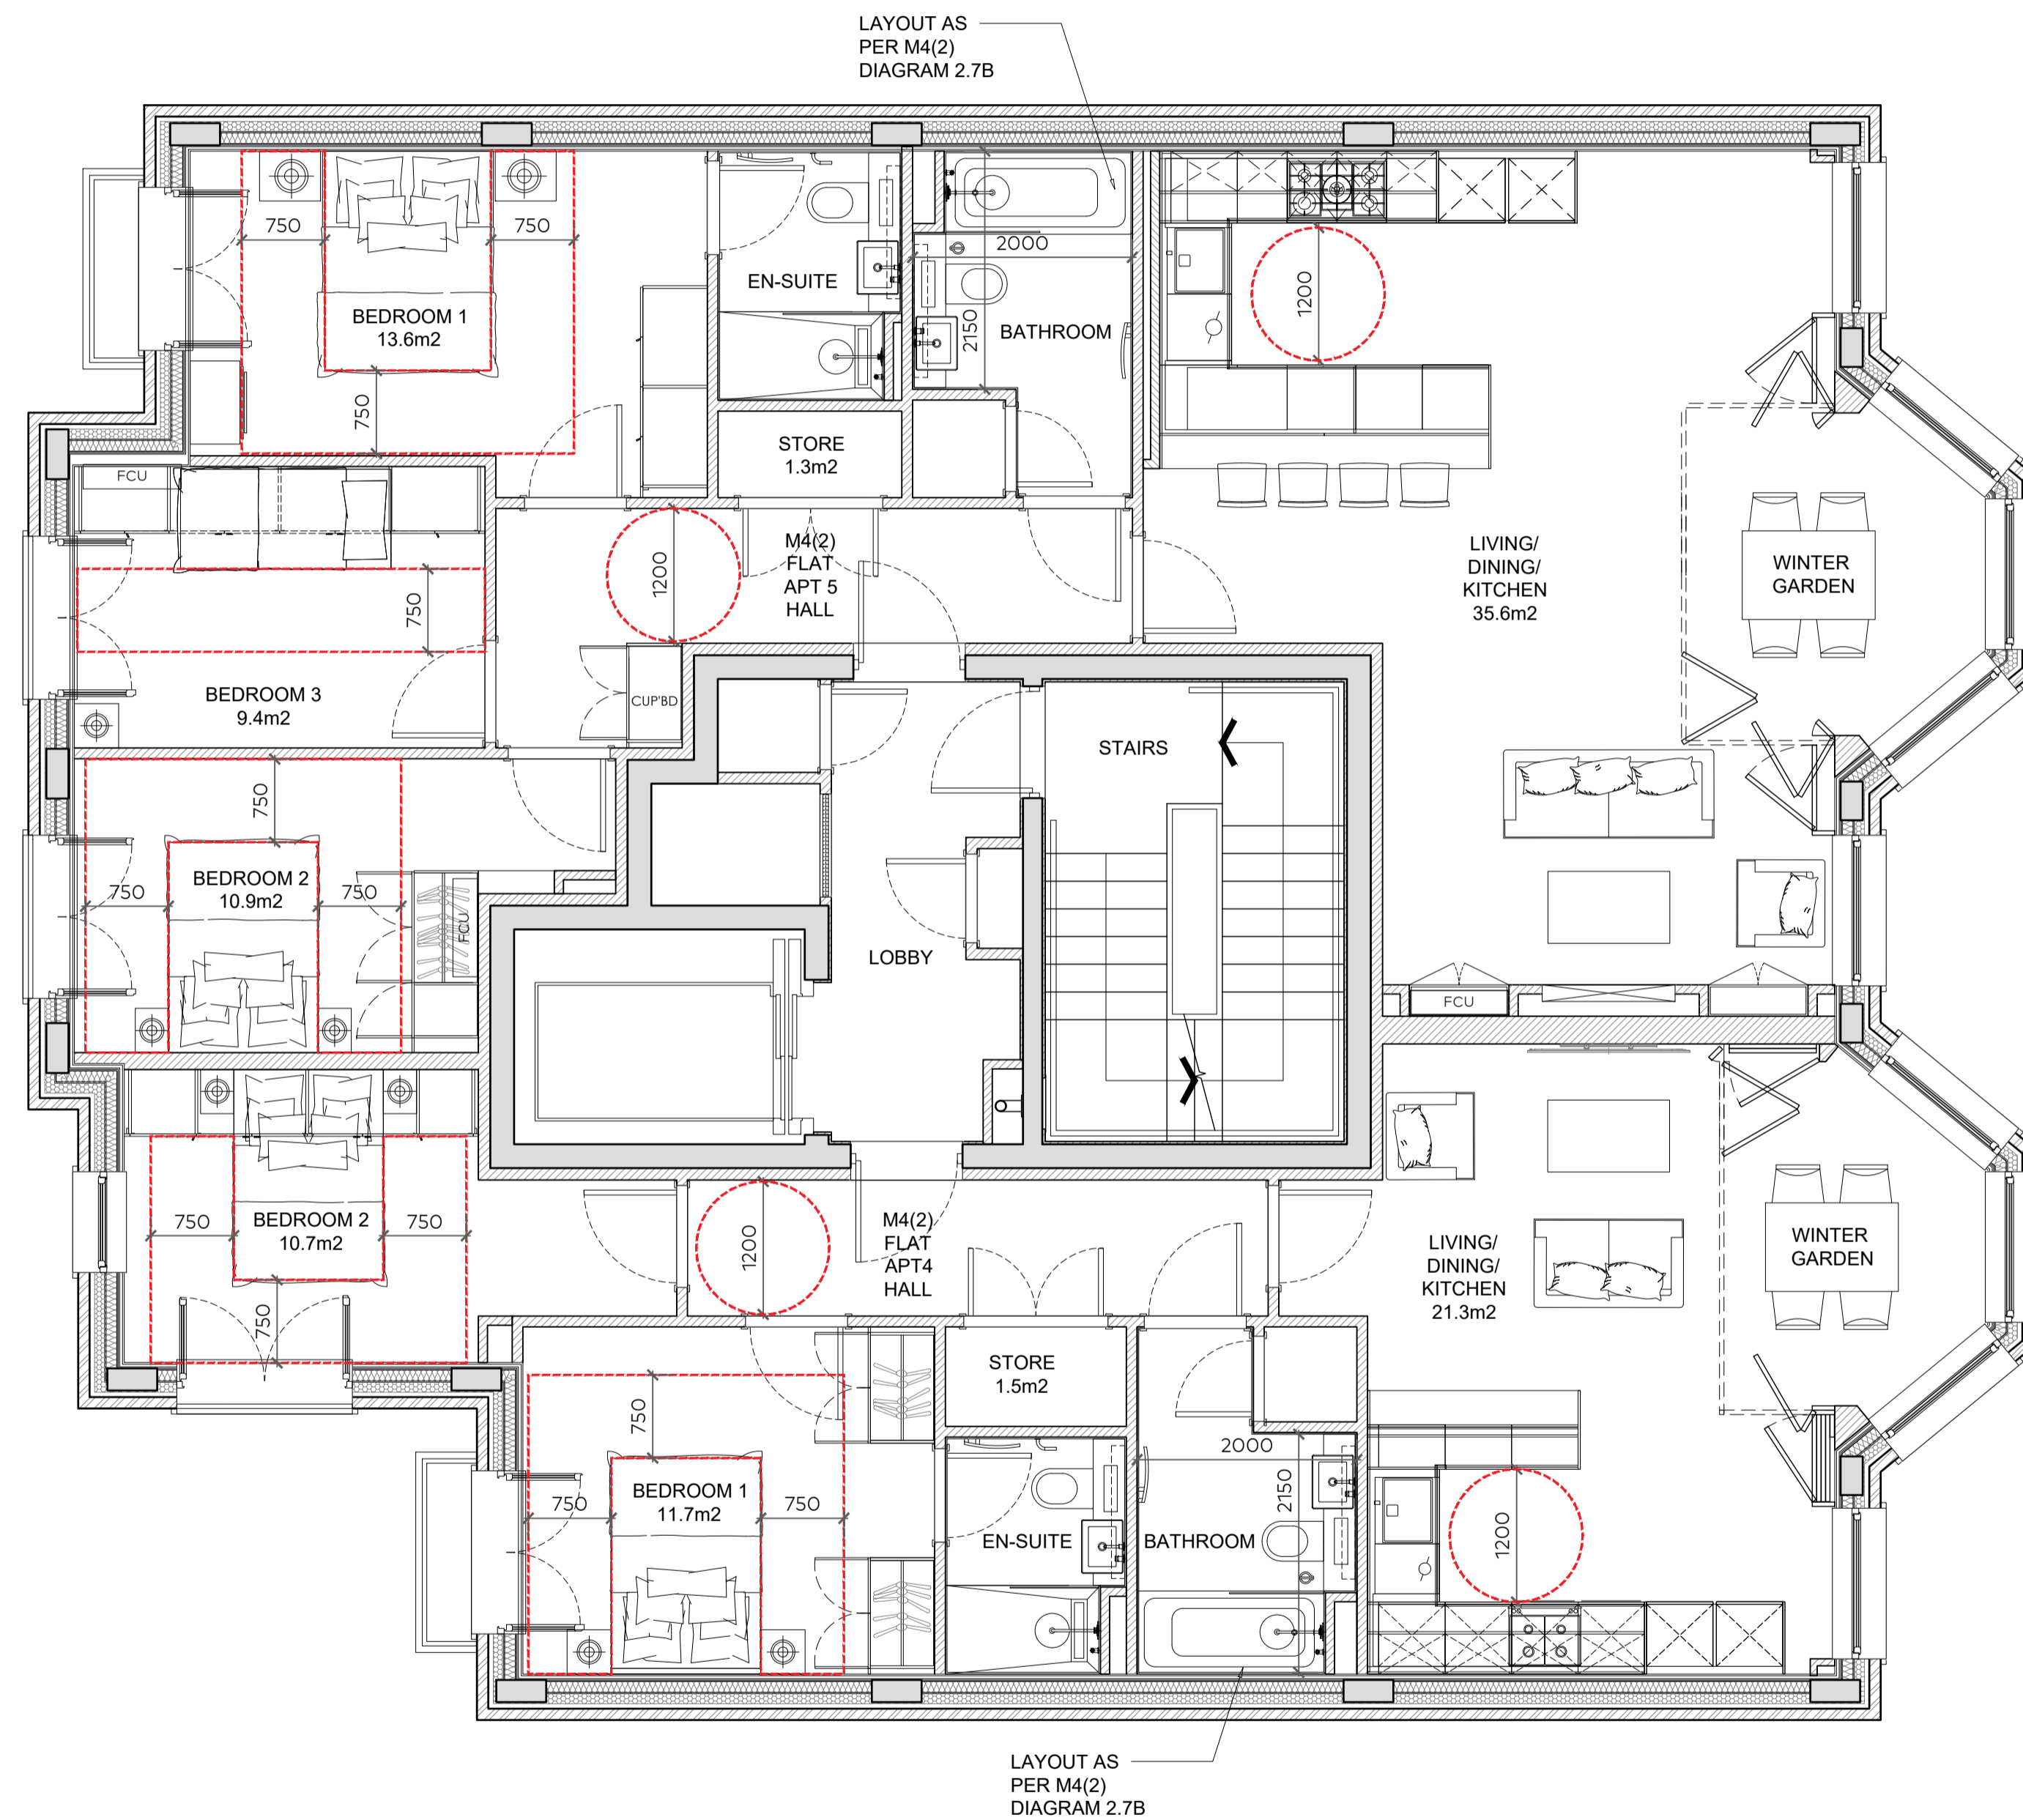 LAYOUT AS
PER M4(2)
DIAGRAM 2.7B
750
750
BEDROOM 1
13.6m2
750
EN-SUITE
2000
2150
BATHROOM
1200
STORE
1.3m2
FCU
750
BEDROOM 3
9.4m2
1200
M4(2)
FLAT
APT 5
HALL
CUP'BD
LIVING/
DINING/
KITCHEN
35.6m2
WINTER
GARDEN
STAIRS
750
BEDROOM 2
10.9m2
750
750
FCU
LOBBY
FCU
750
BEDROOM 2
10.7m2
750
750
1200
M4(2)
FLAT
APT4
HALL
LIVING/
DINING/
KITCHEN
21.3m2
WINTER
GARDEN
STORE
1.5m2
750
BEDROOM 1
11.7m2
750
750
EN-SUITE
2000
2150
BATHROOM
1200
LAYOUT AS
PER M4(2)
DIAGRAM 2.7B